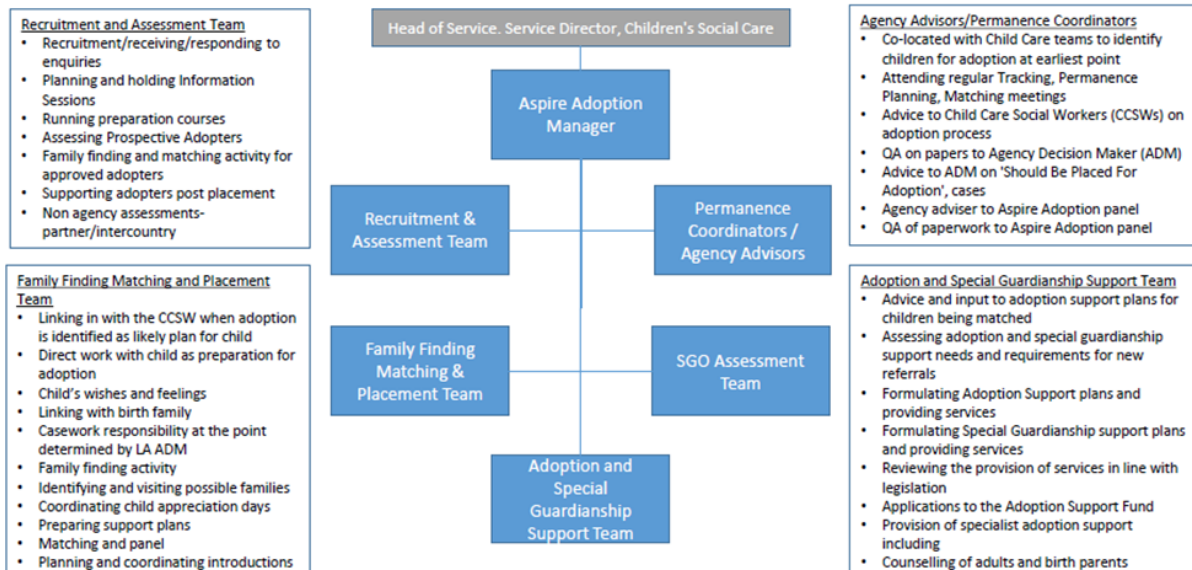 Recruitment and Assessment Team
• Recruitment/receiving/responding to
enquiries
• Planning and holding Information
Sessions
• Running preparation courses
• Assessing Prospective Adopters
• Family finding and matching activity for
approved adopters
• Supporting adopters post placement
• Non agency assessments-
partner/intercountry
Head of Service. Service Director, Children's Social Care
Aspire Adoption
Manager
Recruitment &
Assessment Team
Permanence
Coordinators /
Agency Advisors
Family Finding
Matching &
Placement Team
SGO Assessment
Team
Adoption and
Special
Guardianship
Support Team
Agency Advisors/Permanence Coordinators
• Co-located with Child Care teams to identify
children for adoption at earliest point
• Attending regular Tracking, Permanence
Planning, Matching meetings
• Advice to Child Care Social Workers (CCSWs) on
adoption process
• QA on papers to Agency Decision Maker (ADM)
• Advice to ADM on 'Should Be Placed For
Adoption', cases
• Agency adviser to Aspire Adoption panel
• QA of paperwork to Aspire Adoption panel
Family Finding Matching and Placement
Team
• Linking in with the CCSW when adoption
is identified as likely plan for child
• Direct work with child as preparation for
adoption
• Child's wishes and feelings
• Linking with birth family
• Casework responsibility at the point
determined by LA ADM
• Family finding activity
• Identifying and visiting possible families
• Coordinating child appreciation days
• Preparing support plans
• Matching and panel
• Planning and coordinating introductions
Adoption and Special Guardianship Support Team
• Advice and input to adoption support plans for
children being matched
• Assessing adoption and special guardianship
support needs and requirements for new
referrals
• Formulating Adoption Support plans and
providing services
• Formulating Special Guardianship support plans
and providing services
• Reviewing the provision of services in line with
legislation
• Applications to the Adoption Support Fund
• Provision of specialist adoption support
including
• Counselling of adults and birth parents